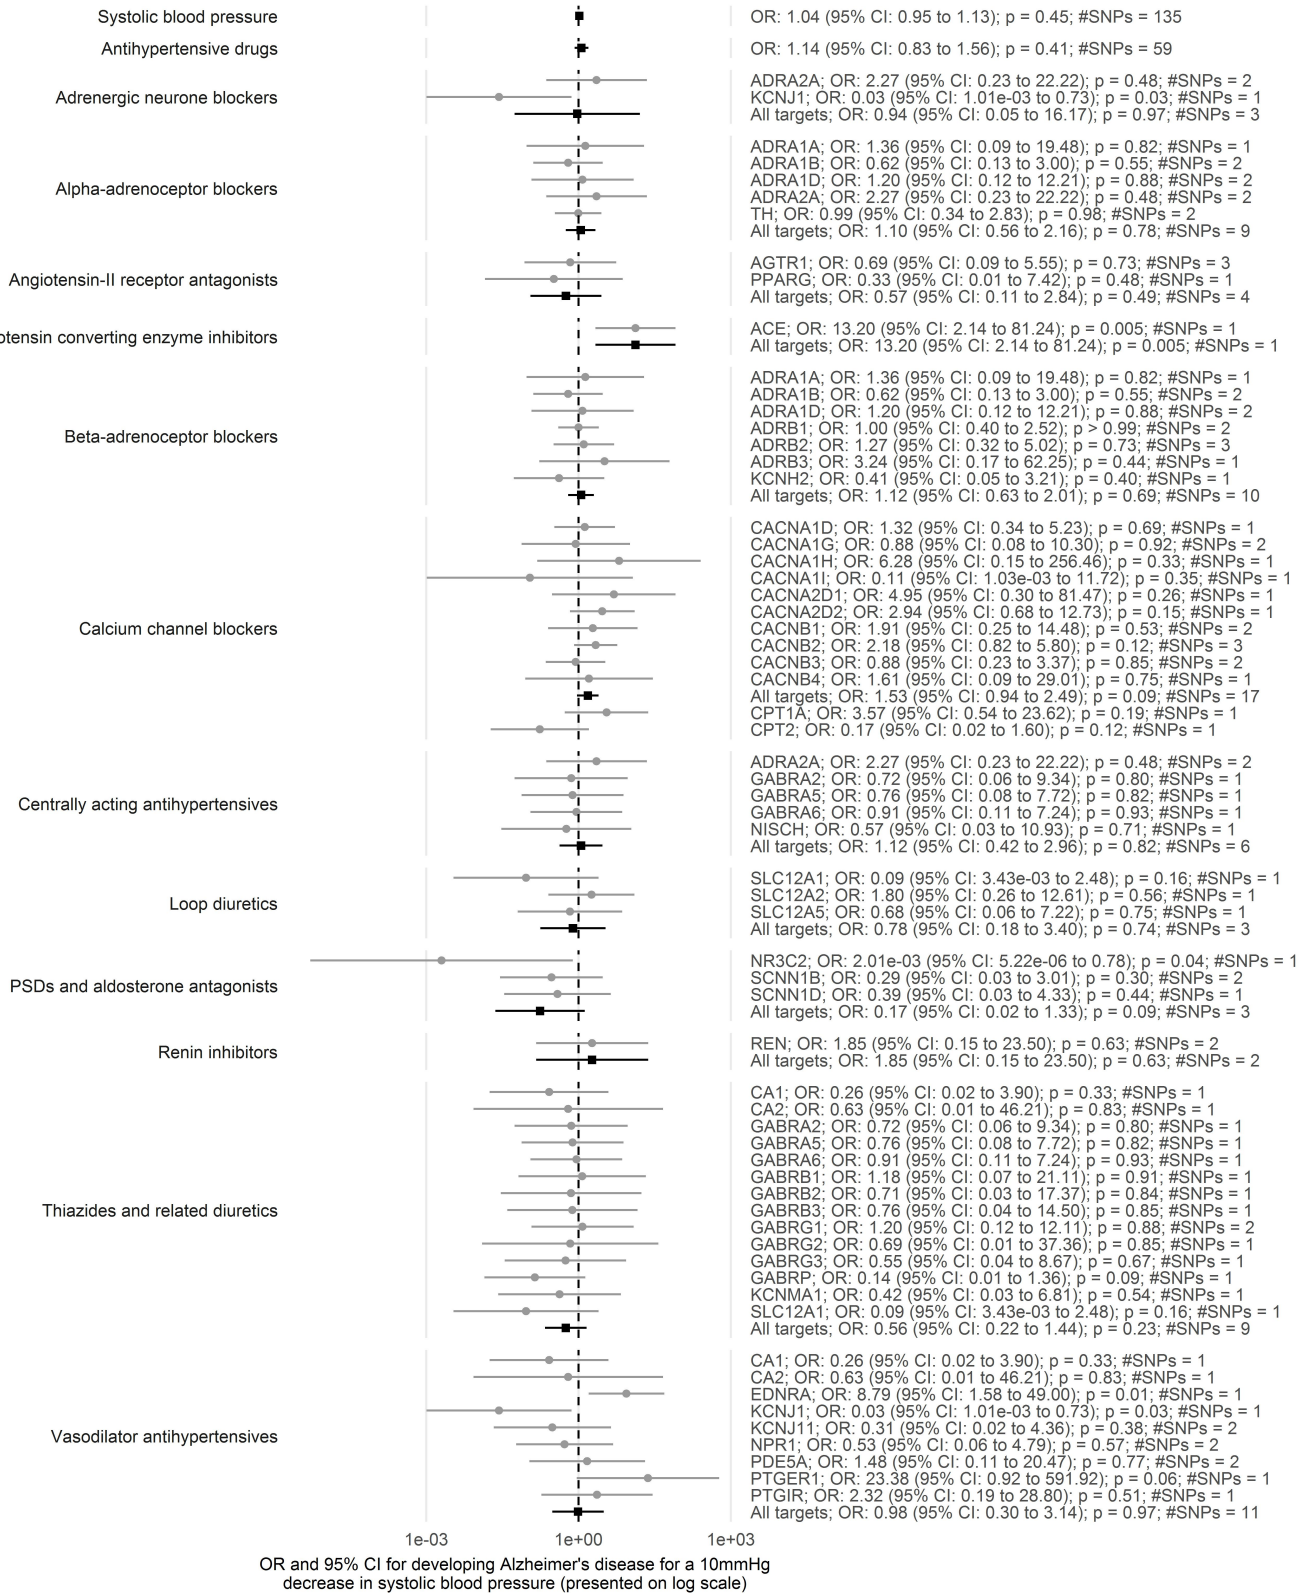 Systolic blood pressure
OR: 1.04 (95% CI: 0.95 to 1.13); p = 0.45; #SNPs = 135
Antihypertensive drugs
OR: 1.14 (95% CI: 0.83 to 1.56); p = 0.41; #SNPs = 59
Adrenergic neurone blockers
ADRA2A; OR: 2.27 (95% CI: 0.23 to 22.22); p = 0.48; #SNPs = 2
KCNJ1; OR: 0.03 (95% CI: 1.01e-03 to 0.73); p = 0.03; #SNPs = 1
All targets; OR: 0.94 (95% CI: 0.05 to 16.17); p = 0.97; #SNPs = 3
Alpha-adrenoceptor blockers
ADRA1A; OR: 1.36 (95% CI: 0.09 to 19.48); p = 0.82; #SNPs = 1
ADRA1B; OR: 0.62 (95% CI: 0.13 to 3.00); p = 0.55; #SNPs = 2
ADRA1D; OR: 1.20 (95% CI: 0.12 to 12.21); p = 0.88; #SNPs = 2
ADRA2A; OR: 2.27 (95% CI: 0.23 to 22.22); p = 0.48; #SNPs = 2
TH; OR: 0.99 (95% CI: 0.34 to 2.83); p = 0.98; #SNPs = 2
All targets; OR: 1.10 (95% CI: 0.56 to 2.16); p = 0.78; #SNPs = 9
Angiotensin-II receptor antagonists
AGTR1; OR: 0.69 (95% CI: 0.09 to 5.55); p = 0.73; #SNPs = 3
PPARG; OR: 0.33 (95% CI: 0.01 to 7.42); p = 0.48; #SNPs = 1
All targets; OR: 0.57 (95% CI: 0.11 to 2.84); p = 0.49; #SNPs = 4
otensin converting enzyme inhibitors
ACE; OR: 13.20 (95% CI: 2.14 to 81.24); p = 0.005; #SNPs = 1
All targets; OR: 13.20 (95% CI: 2.14 to 81.24); p = 0.005; #SNPs = 1
Beta-adrenoceptor blockers
ADRA1A; OR: 1.36 (95% CI: 0.09 to 19.48); p = 0.82; #SNPs = 1
ADRA1B; OR: 0.62 (95% CI: 0.13 to 3.00); p = 0.55; #SNPs = 2
ADRA1D; OR: 1.20 (95% CI: 0.12 to 12.21); p = 0.88; #SNPs = 2
ADRB1; OR: 1.00 (95% CI: 0.40 to 2.52); p > 0.99; #SNPs = 2
ADRB2; OR: 1.27 (95% CI: 0.32 to 5.02); p = 0.73; #SNPs = 3
ADRB3; OR: 3.24 (95% CI: 0.17 to 62.25); p = 0.44; #SNPs = 1
KCNH2; OR: 0.41 (95% CI: 0.05 to 3.21); p = 0.40; #SNPs = 1
All targets; OR: 1.12 (95% CI: 0.63 to 2.01); p = 0.69; #SNPs = 10
Calcium channel blockers
CACNA1D; OR: 1.32 (95% CI: 0.34 to 5.23); p = 0.69; #SNPs = 1
CACNA1G; OR: 0.88 (95% CI: 0.08 to 10.30); p = 0.92; #SNPs = 2
CACNA1H; OR: 6.28 (95% CI: 0.15 to 256.46); p = 0.33; #SNPs = 1
CACNA1I; OR: 0.11 (95% CI: 1.03e-03 to 11.72); p = 0.35; #SNPs = 1
CACNA2D1; OR: 4.95 (95% CI: 0.30 to 81.47); p = 0.26; #SNPs = 1
CACNA2D2; OR: 2.94 (95% CI: 0.68 to 12.73); p = 0.15; #SNPs = 1
CACNB1; OR: 1.91 (95% CI: 0.25 to 14.48); p = 0.53; #SNPs = 2
CACNB2; OR: 2.18 (95% CI: 0.82 to 5.80); p = 0.12; #SNPs = 3
CACNB3; OR: 0.88 (95% CI: 0.23 to 3.37); p = 0.85; #SNPs = 2
CACNB4; OR: 1.61 (95% CI: 0.09 to 29.01); p = 0.75; #SNPs = 1
All targets; OR: 1.53 (95% CI: 0.94 to 2.49); p = 0.09; #SNPs = 17
CPT1A; OR: 3.57 (95% CI: 0.54 to 23.62); p = 0.19; #SNPs = 1
CPT2; OR: 0.17 (95% CI: 0.02 to 1.60); p = 0.12; #SNPs = 1
Centrally acting antihypertensives
ADRA2A; OR: 2.27 (95% CI: 0.23 to 22.22); p = 0.48; #SNPs = 2
GABRA2; OR: 0.72 (95% CI: 0.06 to 9.34); p = 0.80; #SNPs = 1
GABRA5; OR: 0.76 (95% CI: 0.08 to 7.72); p = 0.82; #SNPs = 1
GABRA6; OR: 0.91 (95% CI: 0.11 to 7.24); p = 0.93; #SNPs = 1
NISCH; OR: 0.57 (95% CI: 0.03 to 10.93); p = 0.71; #SNPs = 1
All targets; OR: 1.12 (95% CI: 0.42 to 2.96); p = 0.82; #SNPs = 6
Loop diuretics
SLC12A1; OR: 0.09 (95% CI: 3.43e-03 to 2.48); p = 0.16; #SNPs = 1
SLC12A2; OR: 1.80 (95% CI: 0.26 to 12.61); p = 0.56; #SNPs = 1
SLC12A5; OR: 0.68 (95% CI: 0.06 to 7.22); p = 0.75; #SNPs = 1
All targets; OR: 0.78 (95% CI: 0.18 to 3.40); p = 0.74; #SNPs = 3
PSDs and aldosterone antagonists
NR3C2; OR: 2.01e-03 (95% CI: 5.22e-06 to 0.78); p = 0.04; #SNPs = 1
SCNN1B; OR: 0.29 (95% CI: 0.03 to 3.01); p = 0.30; #SNPs = 2
SCNN1D; OR: 0.39 (95% CI: 0.03 to 4.33); p = 0.44; #SNPs = 1
All targets; OR: 0.17 (95% CI: 0.02 to 1.33); p = 0.09; #SNPs = 3
Renin inhibitors
REN; OR: 1.85 (95% CI: 0.15 to 23.50); p = 0.63; #SNPs = 2
All targets; OR: 1.85 (95% CI: 0.15 to 23.50); p = 0.63; #SNPs = 2
Thiazides and related diuretics
CA1; OR: 0.26 (95% CI: 0.02 to 3.90); p = 0.33; #SNPs = 1
CA2; OR: 0.63 (95% CI: 0.01 to 46.21); p = 0.83; #SNPs = 1
GABRA2; OR: 0.72 (95% CI: 0.06 to 9.34); p = 0.80; #SNPs = 1
GABRA5; OR: 0.76 (95% CI: 0.08 to 7.72); p = 0.82; #SNPs = 1
GABRA6; OR: 0.91 (95% CI: 0.11 to 7.24); p = 0.93; #SNPs = 1
GABRB1; OR: 1.18 (95% CI: 0.07 to 21.11); p = 0.91; #SNPs = 1
GABRB2; OR: 0.71 (95% CI: 0.03 to 17.37); p = 0.84; #SNPs = 1
GABRB3; OR: 0.76 (95% CI: 0.04 to 14.50); p = 0.85; #SNPs = 1
GABRG1; OR: 1.20 (95% CI: 0.12 to 12.11); p = 0.88; #SNPs = 2
GABRG2; OR: 0.69 (95% CI: 0.01 to 37.36); p = 0.85; #SNPs = 1
GABRG3; OR: 0.55 (95% CI: 0.04 to 8.67); p = 0.67; #SNPs = 1
GABRP; OR: 0.14 (95% CI: 0.01 to 1.36); p = 0.09; #SNPs = 1
KCNMA1; OR: 0.42 (95% CI: 0.03 to 6.81); p = 0.54; #SNPs = 1
SLC12A1; OR: 0.09 (95% CI: 3.43e-03 to 2.48); p = 0.16; #SNPs = 1
All targets; OR: 0.56 (95% CI: 0.22 to 1.44); p = 0.23; #SNPs = 9
Vasodilator antihypertensives
CA1; OR: 0.26 (95% CI: 0.02 to 3.90); p = 0.33; #SNPs = 1
CA2; OR: 0.63 (95% CI: 0.01 to 46.21); p = 0.83; #SNPs = 1
EDNRA; OR: 8.79 (95% CI: 1.58 to 49.00); p = 0.01; #SNPs = 1
KCNJ1; OR: 0.03 (95% CI: 1.01e-03 to 0.73); p = 0.03; #SNPs = 1
KCNJ11; OR: 0.31 (95% CI: 0.02 to 4.36); p = 0.38; #SNPs = 2
NPR1; OR: 0.53 (95% CI: 0.06 to 4.79); p = 0.57; #SNPs = 2
PDE5A; OR: 1.48 (95% CI: 0.11 to 20.47); p = 0.77; #SNPs = 2
PTGER1; OR: 23.38 (95% CI: 0.92 to 591.92); p = 0.06; #SNPs = 1
PTGIR; OR: 2.32 (95% CI: 0.19 to 28.80); p = 0.51; #SNPs = 1
All targets; OR: 0.98 (95% CI: 0.30 to 3.14); p = 0.97; #SNPs = 11
1e-03 1e+00 1e+03
OR and 95% CI for developing Alzheimer's disease for a 10mmHg
decrease in systolic blood pressure (presented on log scale)